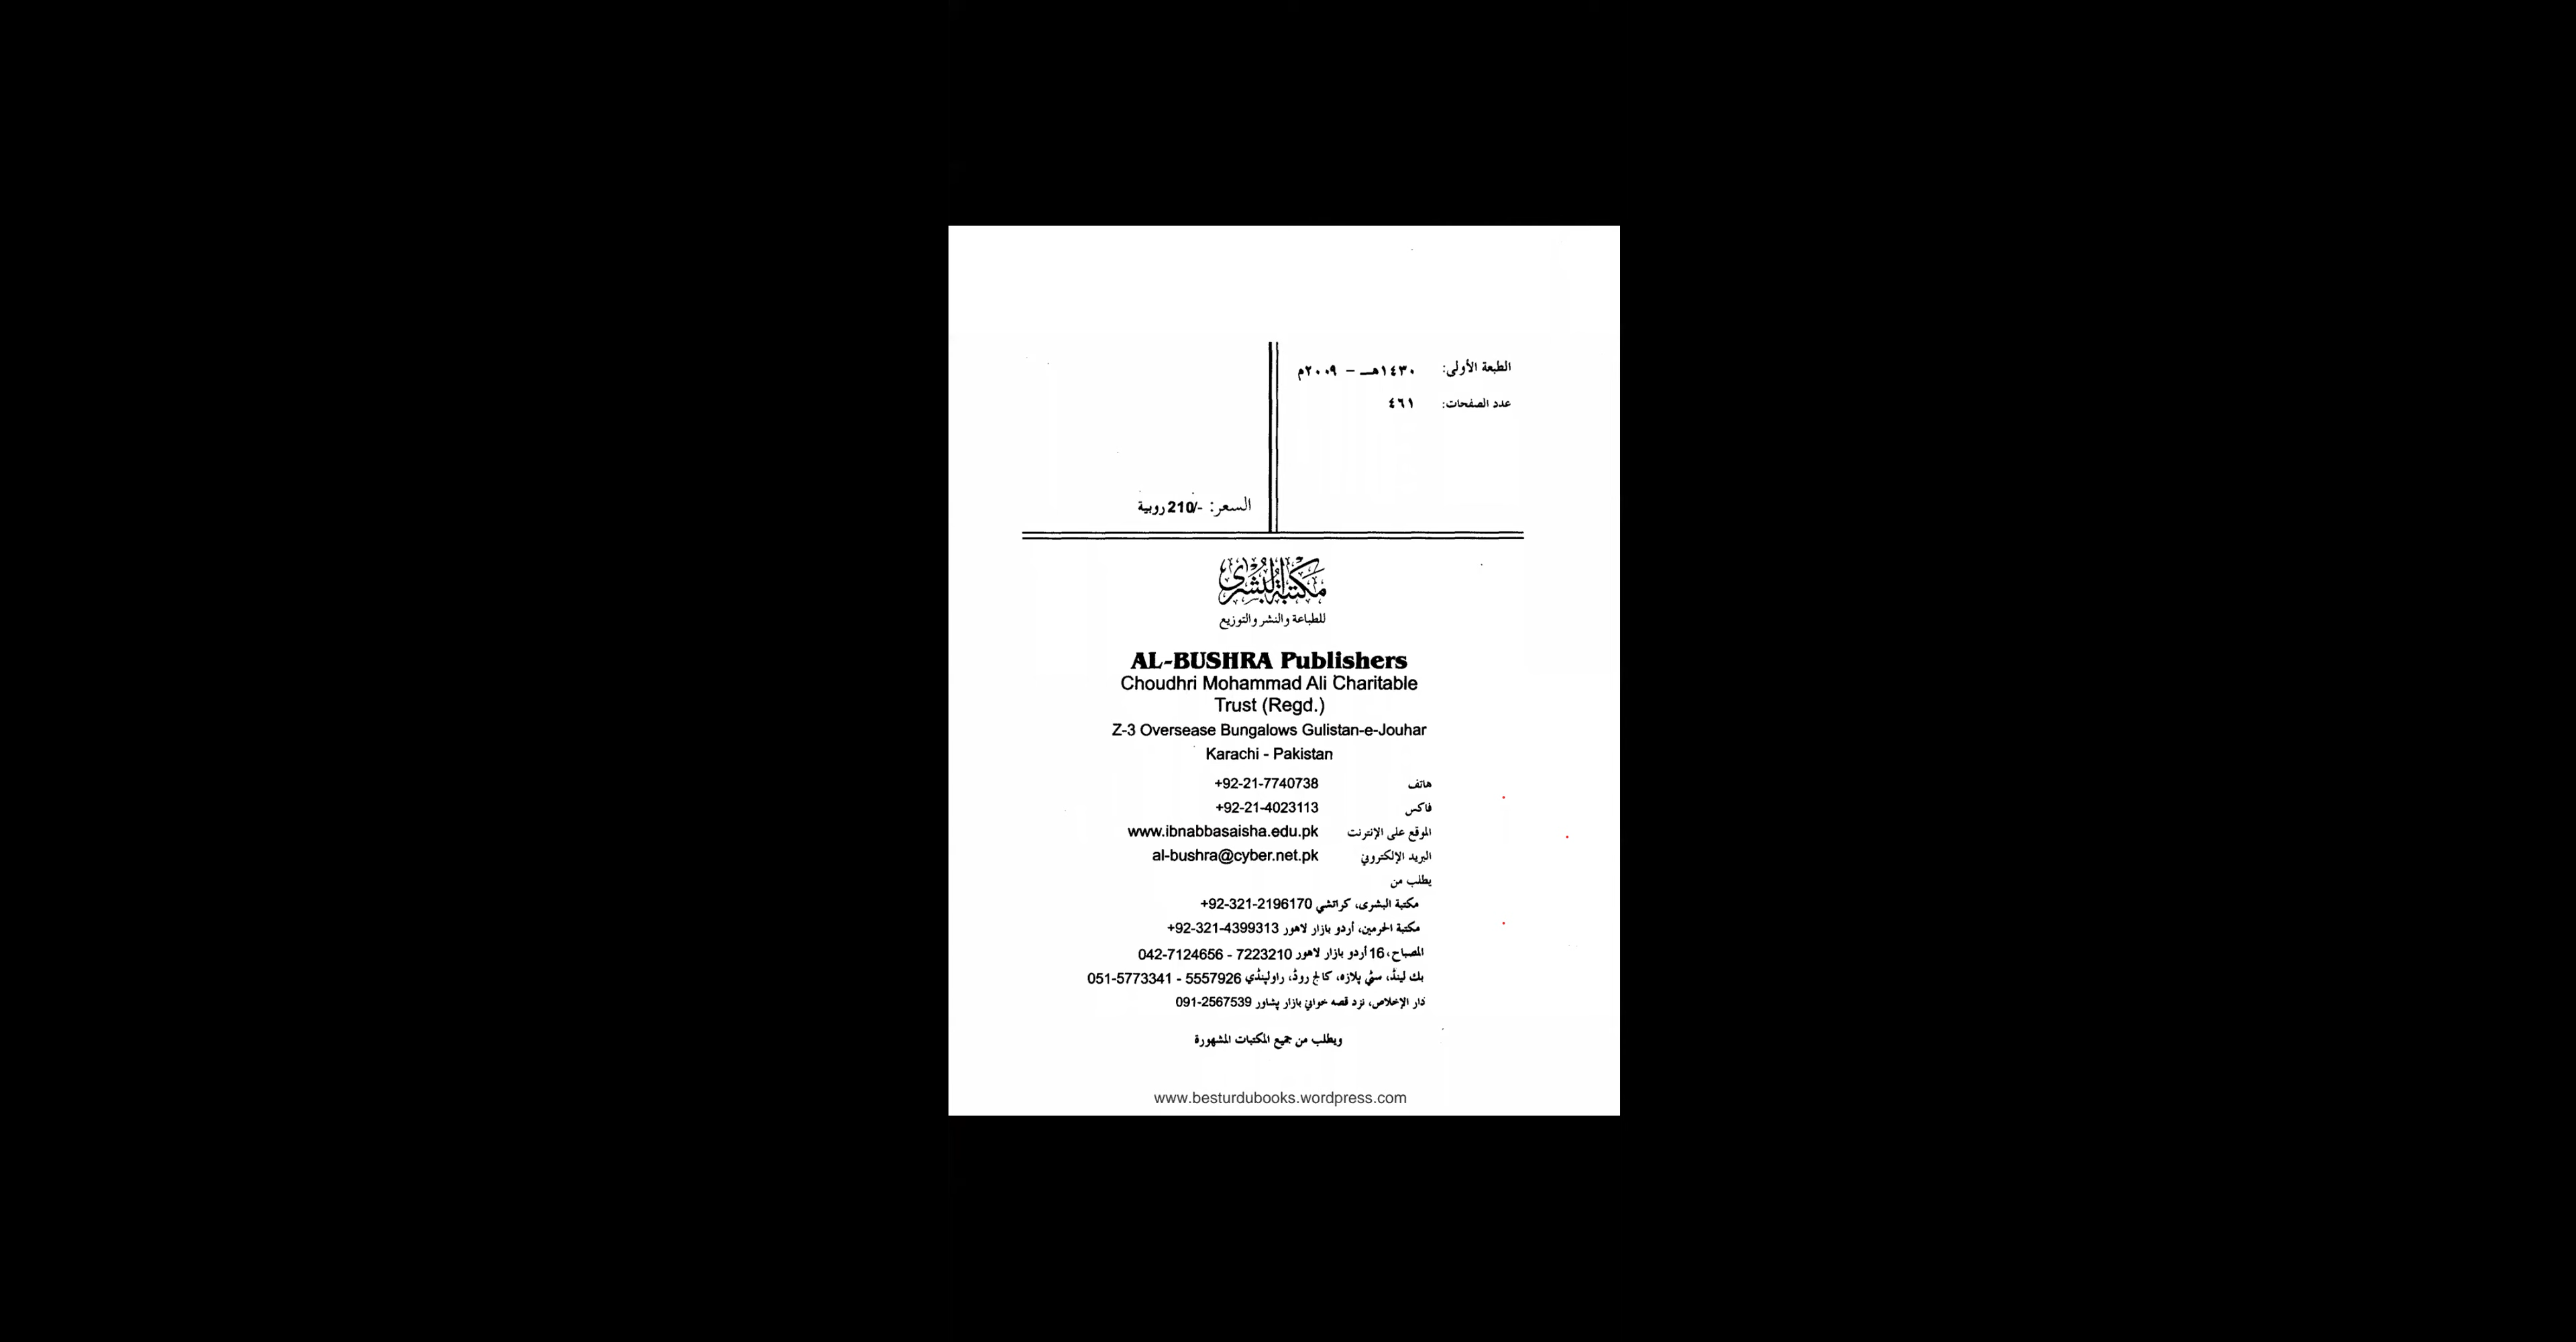 الطبعة الأولى: ١٤٣٠هـ – ٢٠٠٩م
عدد الصفحات: ٤٦١
السعر: -/210 روبية
مكتبة البشرى
للطباعة والنشر والتوزيع
AL-BUSHRA Publishers
Choudhri Mohammad Ali Charitable
Trust (Regd.)
Z-3 Oversease Bungalows Gulistan-e-Jouhar
Karachi - Pakistan
هاتف +92-21-7740738
فاكس +92-21-4023113
الموقع على الإنترنت www.ibnabbasaisha.edu.pk
البريد الإلكتروني al-bushra@cyber.net.pk
يطلب من
مكتبة البشرى، كراتشي 2196170-321-92+
مكتبة الحرمين، أردو بازار لاهور 4399313-321-92+
المصباح، 16 أردو بازار لاهور 7223210 - 042-7124656
بك ليند، سٹي پلازه، كالج روڈ، راولپنڈي 5557926 - 051-5773341
دار الإخلاص، نزد قصه خواني بازار پشاور 091-2567539
ويطلب من جميع المكتبات المشهورة
www.besturdubooks.wordpress.com